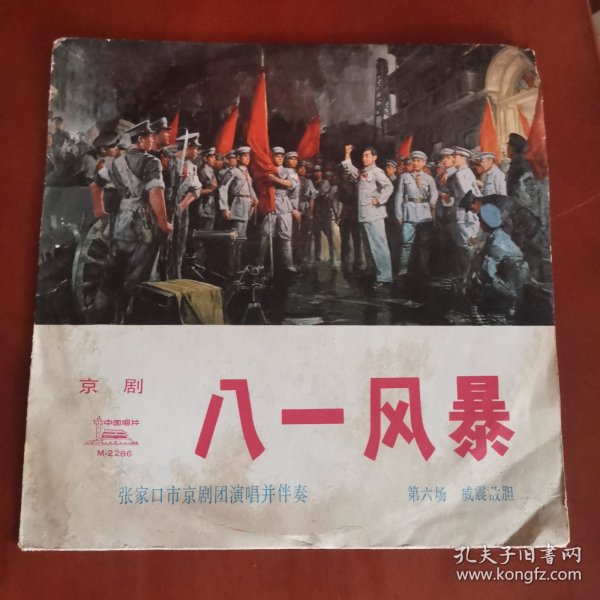 京 剧
八一风暴
中国唱片
M-2286
张家口市京剧团演唱并伴奏
第六场 威震敌胆
孔夫子旧书网
www.kongfz.com